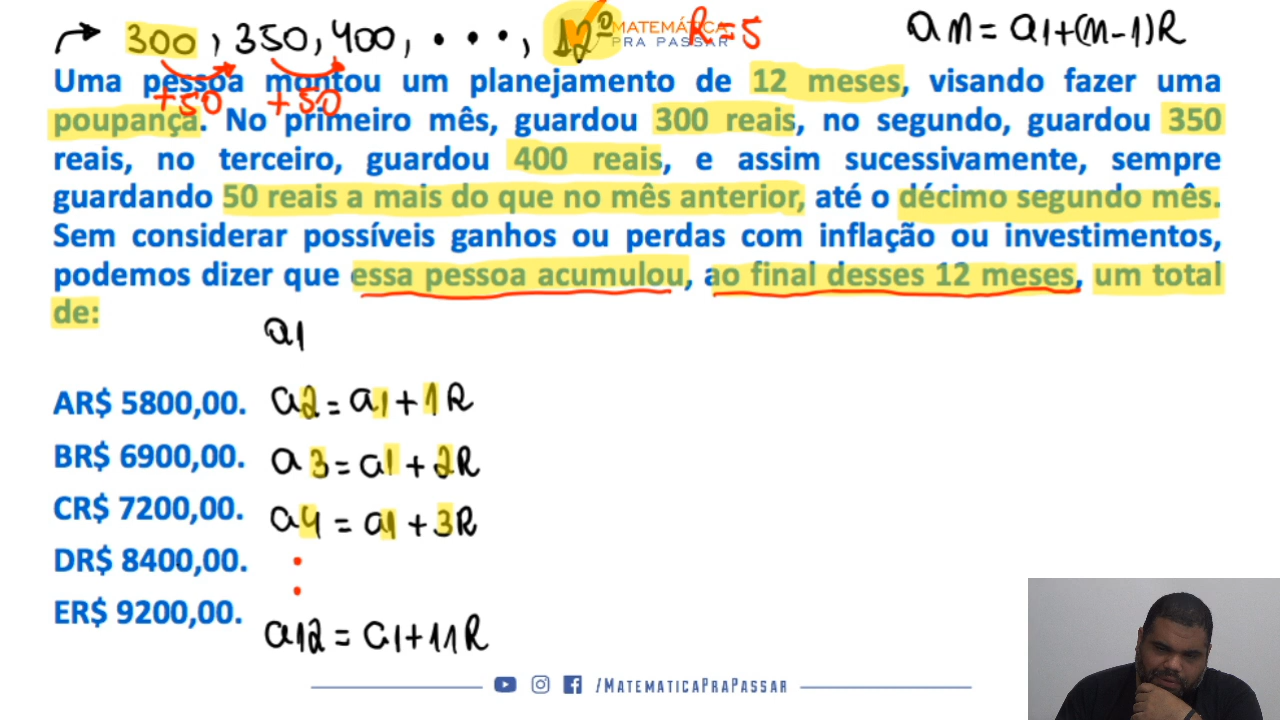 300, 350, 400, . . . , 12º R=5 an = a1+(n-1)R
MATEMÁTICA
PRA PASSAR
Uma pessoa montou um planejamento de 12 meses, visando fazer uma
+50 +50
poupança. No primeiro mês, guardou 300 reais, no segundo, guardou 350
reais, no terceiro, guardou 400 reais, e assim sucessivamente, sempre
guardando 50 reais a mais do que no mês anterior, até o décimo segundo mês.
Sem considerar possíveis ganhos ou perdas com inflação ou investimentos,
podemos dizer que essa pessoa acumulou, ao final desses 12 meses, um total
de:
a1
AR$ 5800,00. a2 = a1 + 1R
BR$ 6900,00. a3 = a1 + 2R
CR$ 7200,00. a4 = a1 + 3R
DR$ 8400,00.
ER$ 9200,00. a12 = a1+11R
/MATEMATICAPRAPASSAR